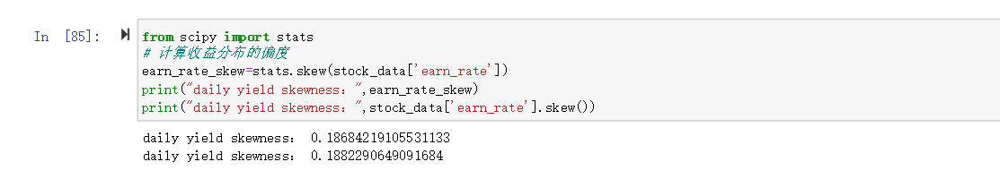 In [85]:
from scipy import stats
# 计算收益分布的偏度
earn_rate_skew=stats.skew(stock_data['earn_rate'])
print("daily yield skewness：",earn_rate_skew)
print("daily yield skewness：",stock_data['earn_rate'].skew())
daily yield skewness： 0.18684219105531133
daily yield skewness： 0.1882290649091684